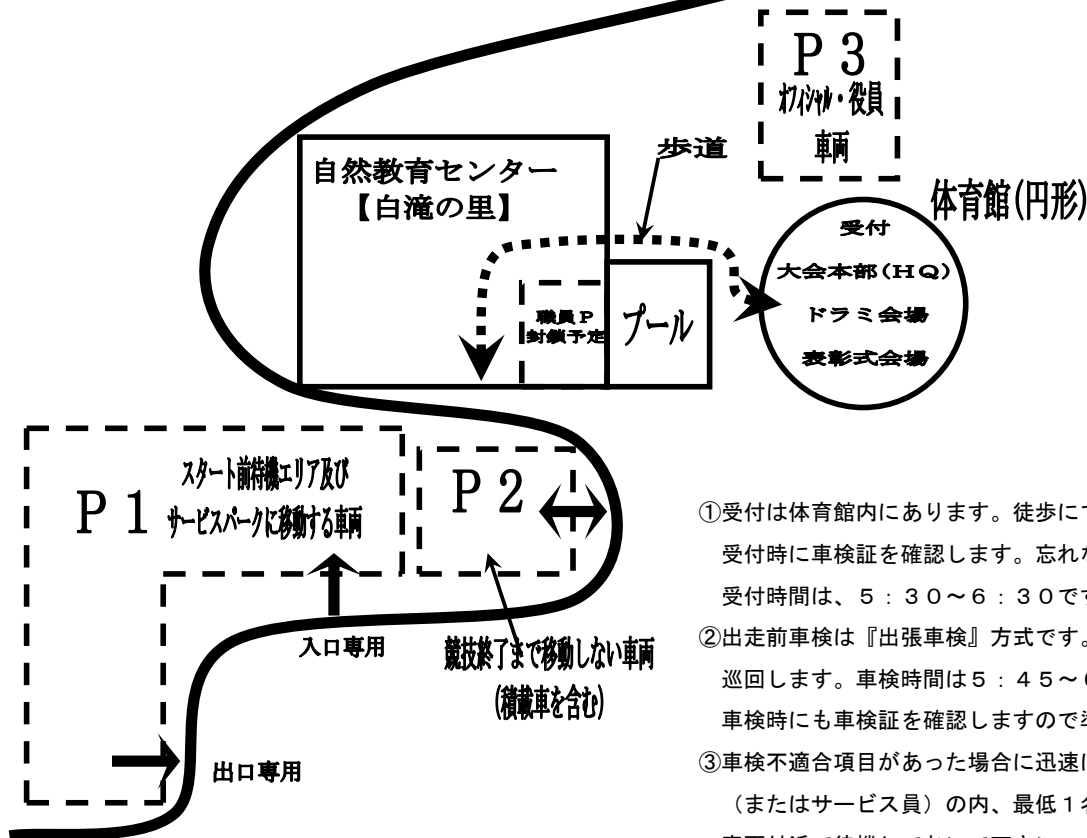 P3
オフィシャル・役員
車両
歩道
自然教育センター
【白滝の里】
体育館(円形)
受付
大会本部(HQ)
ドラミ会場
表彰式会場
職員P
封鎖予定
プール
P1
スタート前待機エリア及び
サービスパークに移動する車両
P2
入口専用
競技終了まで移動しない車両
(積載車を含む)
出口専用
①受付は体育館内にあります。徒歩に
受付時に車検証を確認します。忘れ
受付時間は、5:30～6:30で
②出走前車検は『出張車検』方式です。
巡回します。車検時間は5:45～
車検時にも車検証を確認しますので
③車検不適合項目があった場合に迅速
（またはサービス員）の内、最低1